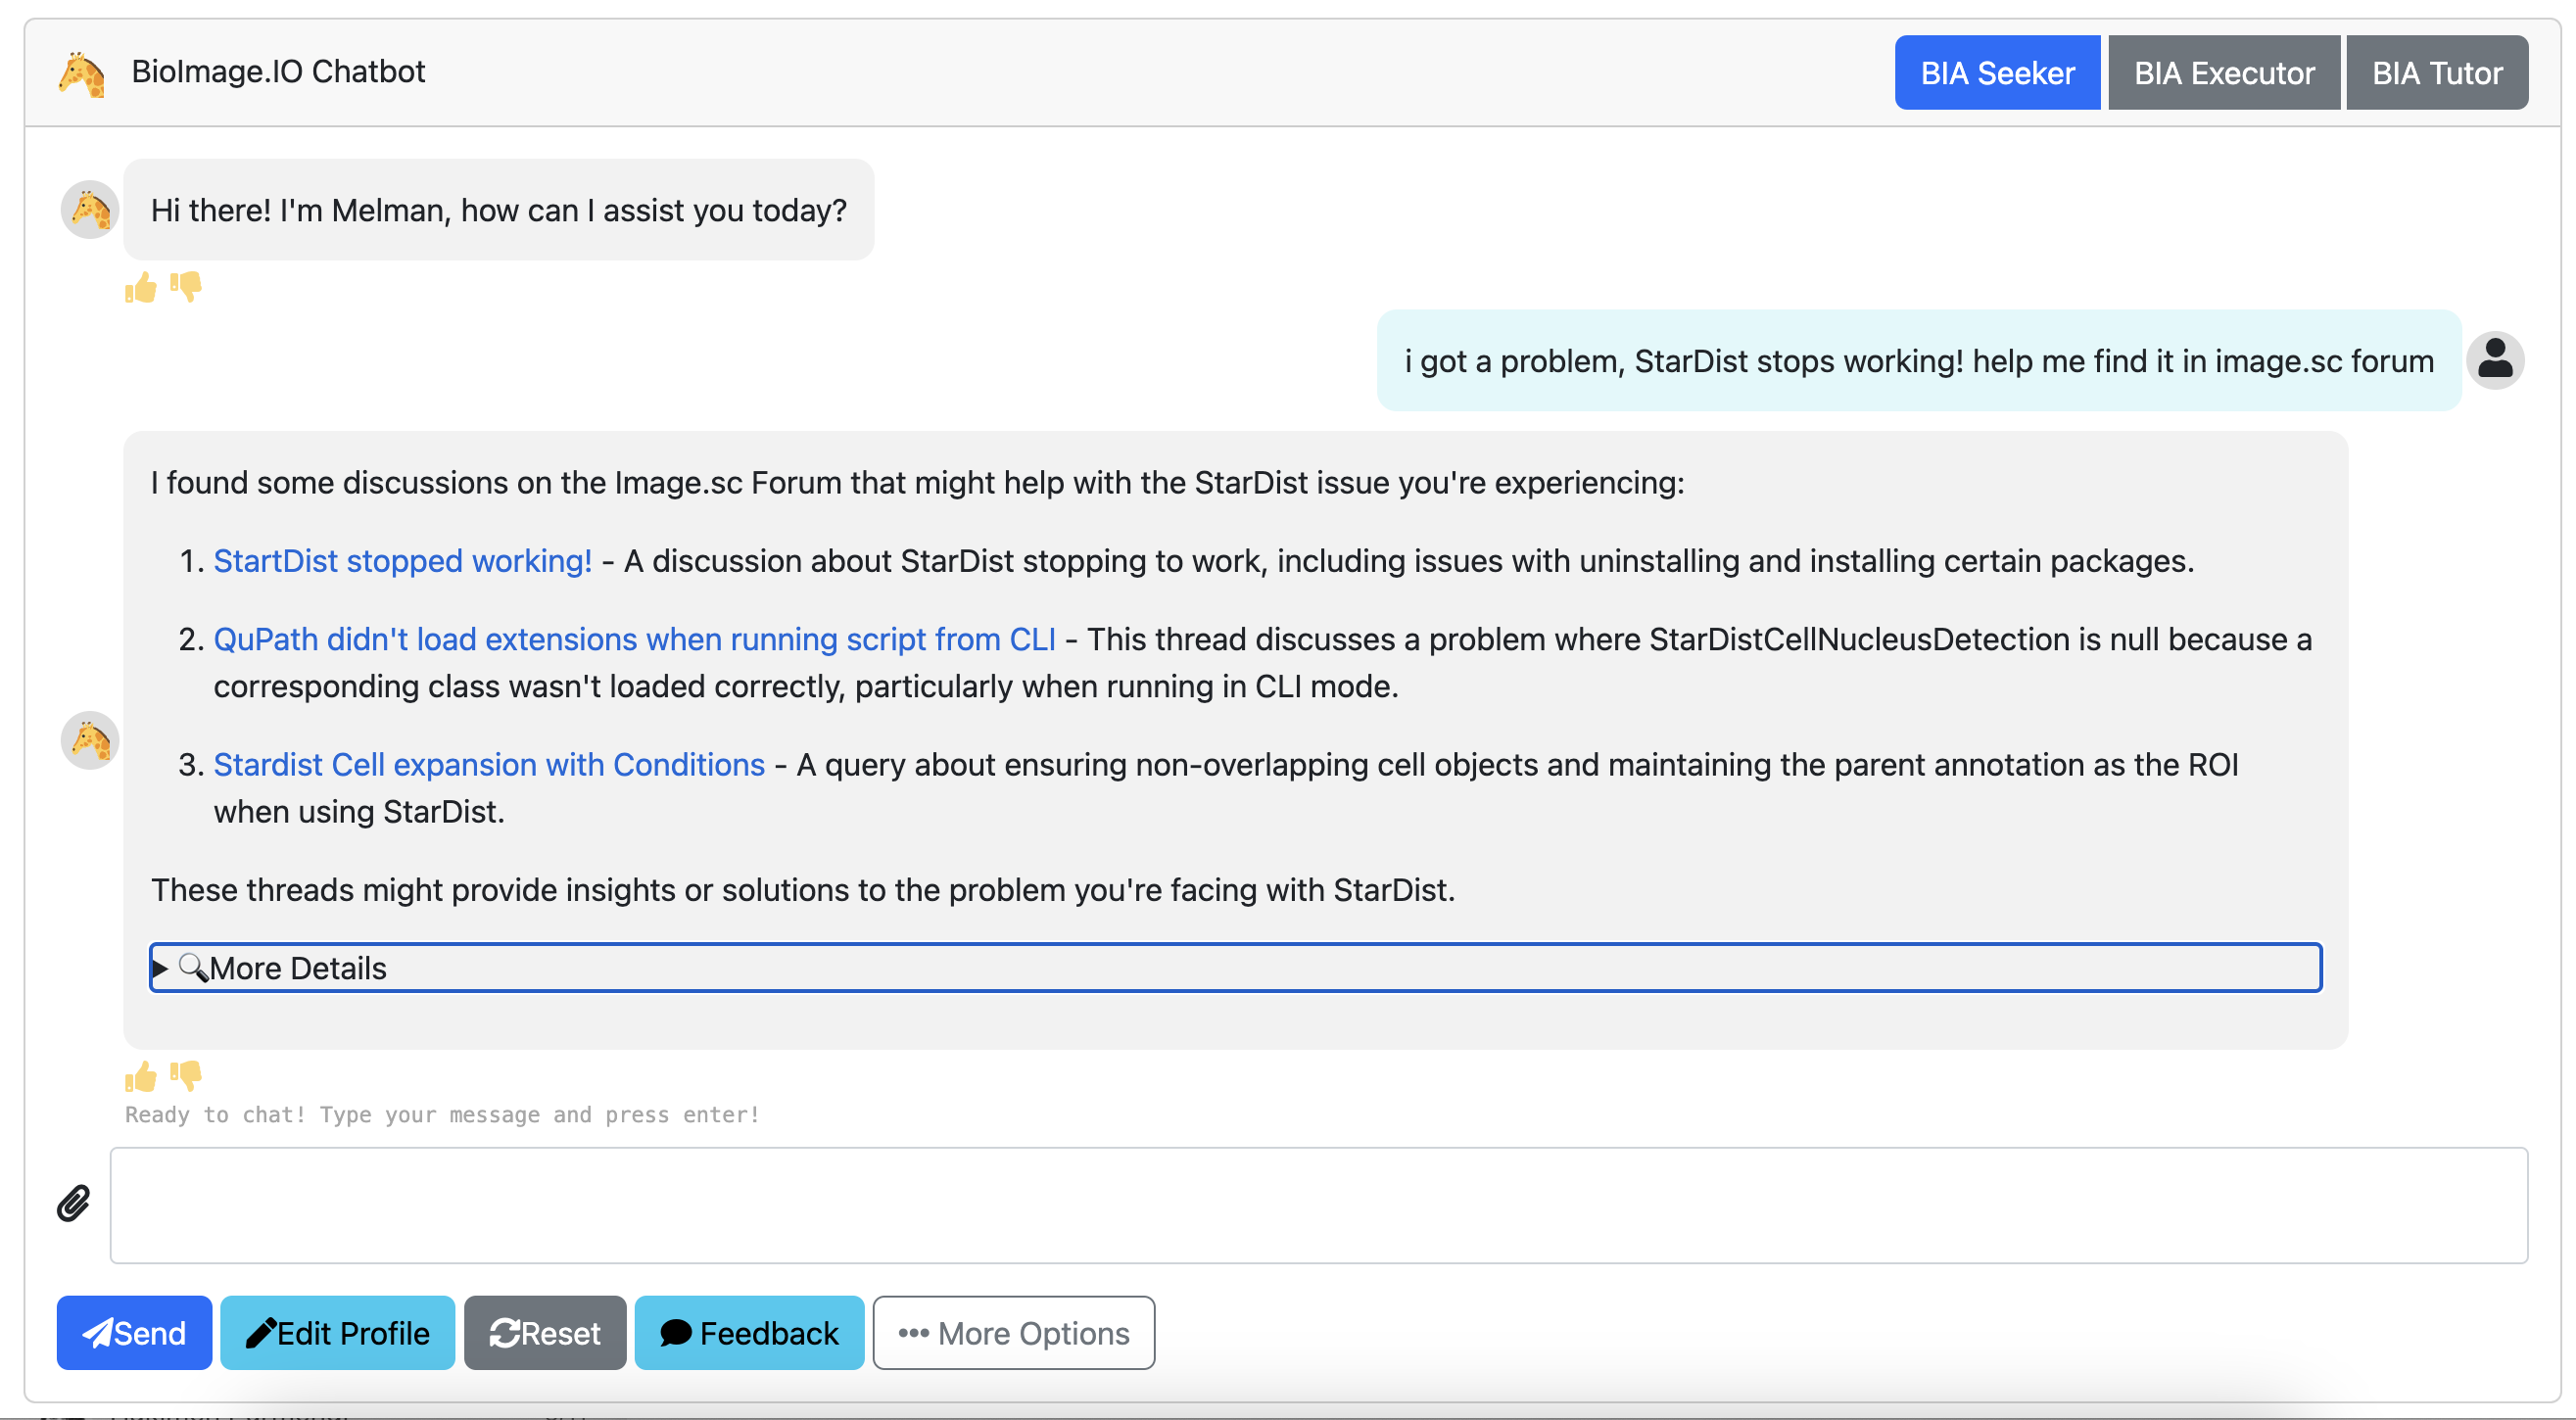 BioImage.IO Chatbot
BIA Seeker
BIA Executor
BIA Tutor
Hi there! I'm Melman, how can I assist you today?
i got a problem, StarDist stops working! help me find it in image.sc forum
I found some discussions on the Image.sc Forum that might help with the StarDist issue you're experiencing:
1. StartDist stopped working! - A discussion about StarDist stopping to work, including issues with uninstalling and installing certain packages.
2. QuPath didn't load extensions when running script from CLI - This thread discusses a problem where StarDistCellNucleusDetection is null because a
corresponding class wasn't loaded correctly, particularly when running in CLI mode.
3. Stardist Cell expansion with Conditions - A query about ensuring non-overlapping cell objects and maintaining the parent annotation as the ROI
when using StarDist.
These threads might provide insights or solutions to the problem you're facing with StarDist.
More Details
Ready to chat! Type your message and press enter!
Send
Edit Profile
Reset
Feedback
More Options